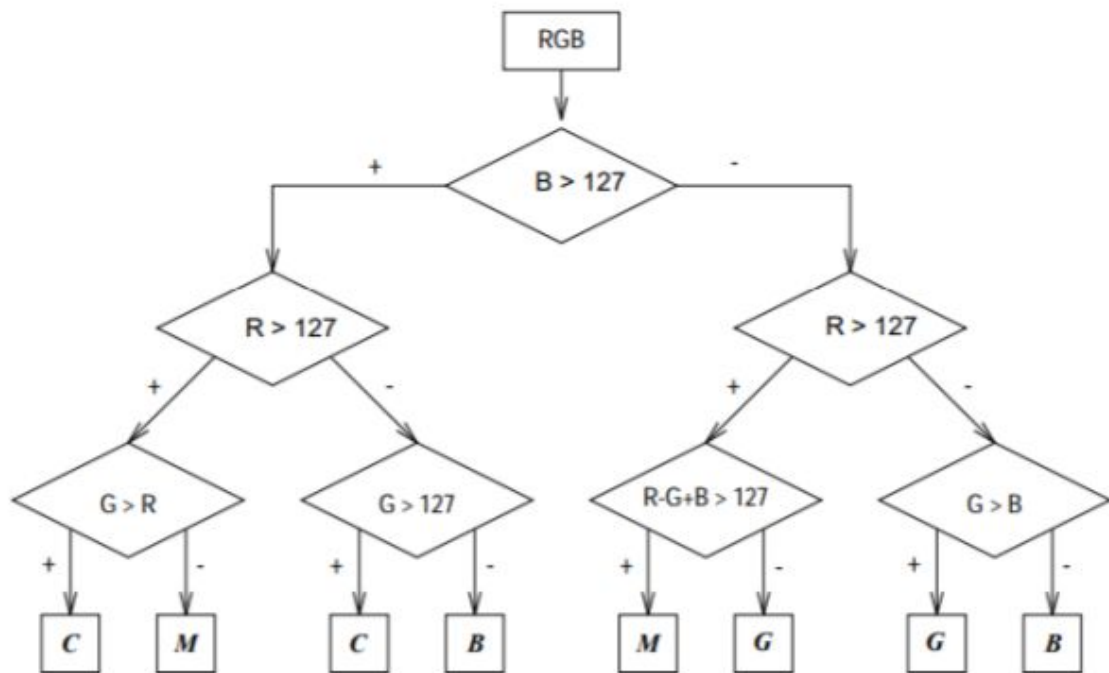 RGB
+ -
B > 127
R > 127 R > 127
+ - + -
G > R G > 127 R-G+B > 127 G > B
+ - + - + - + -
C M C B M G G B